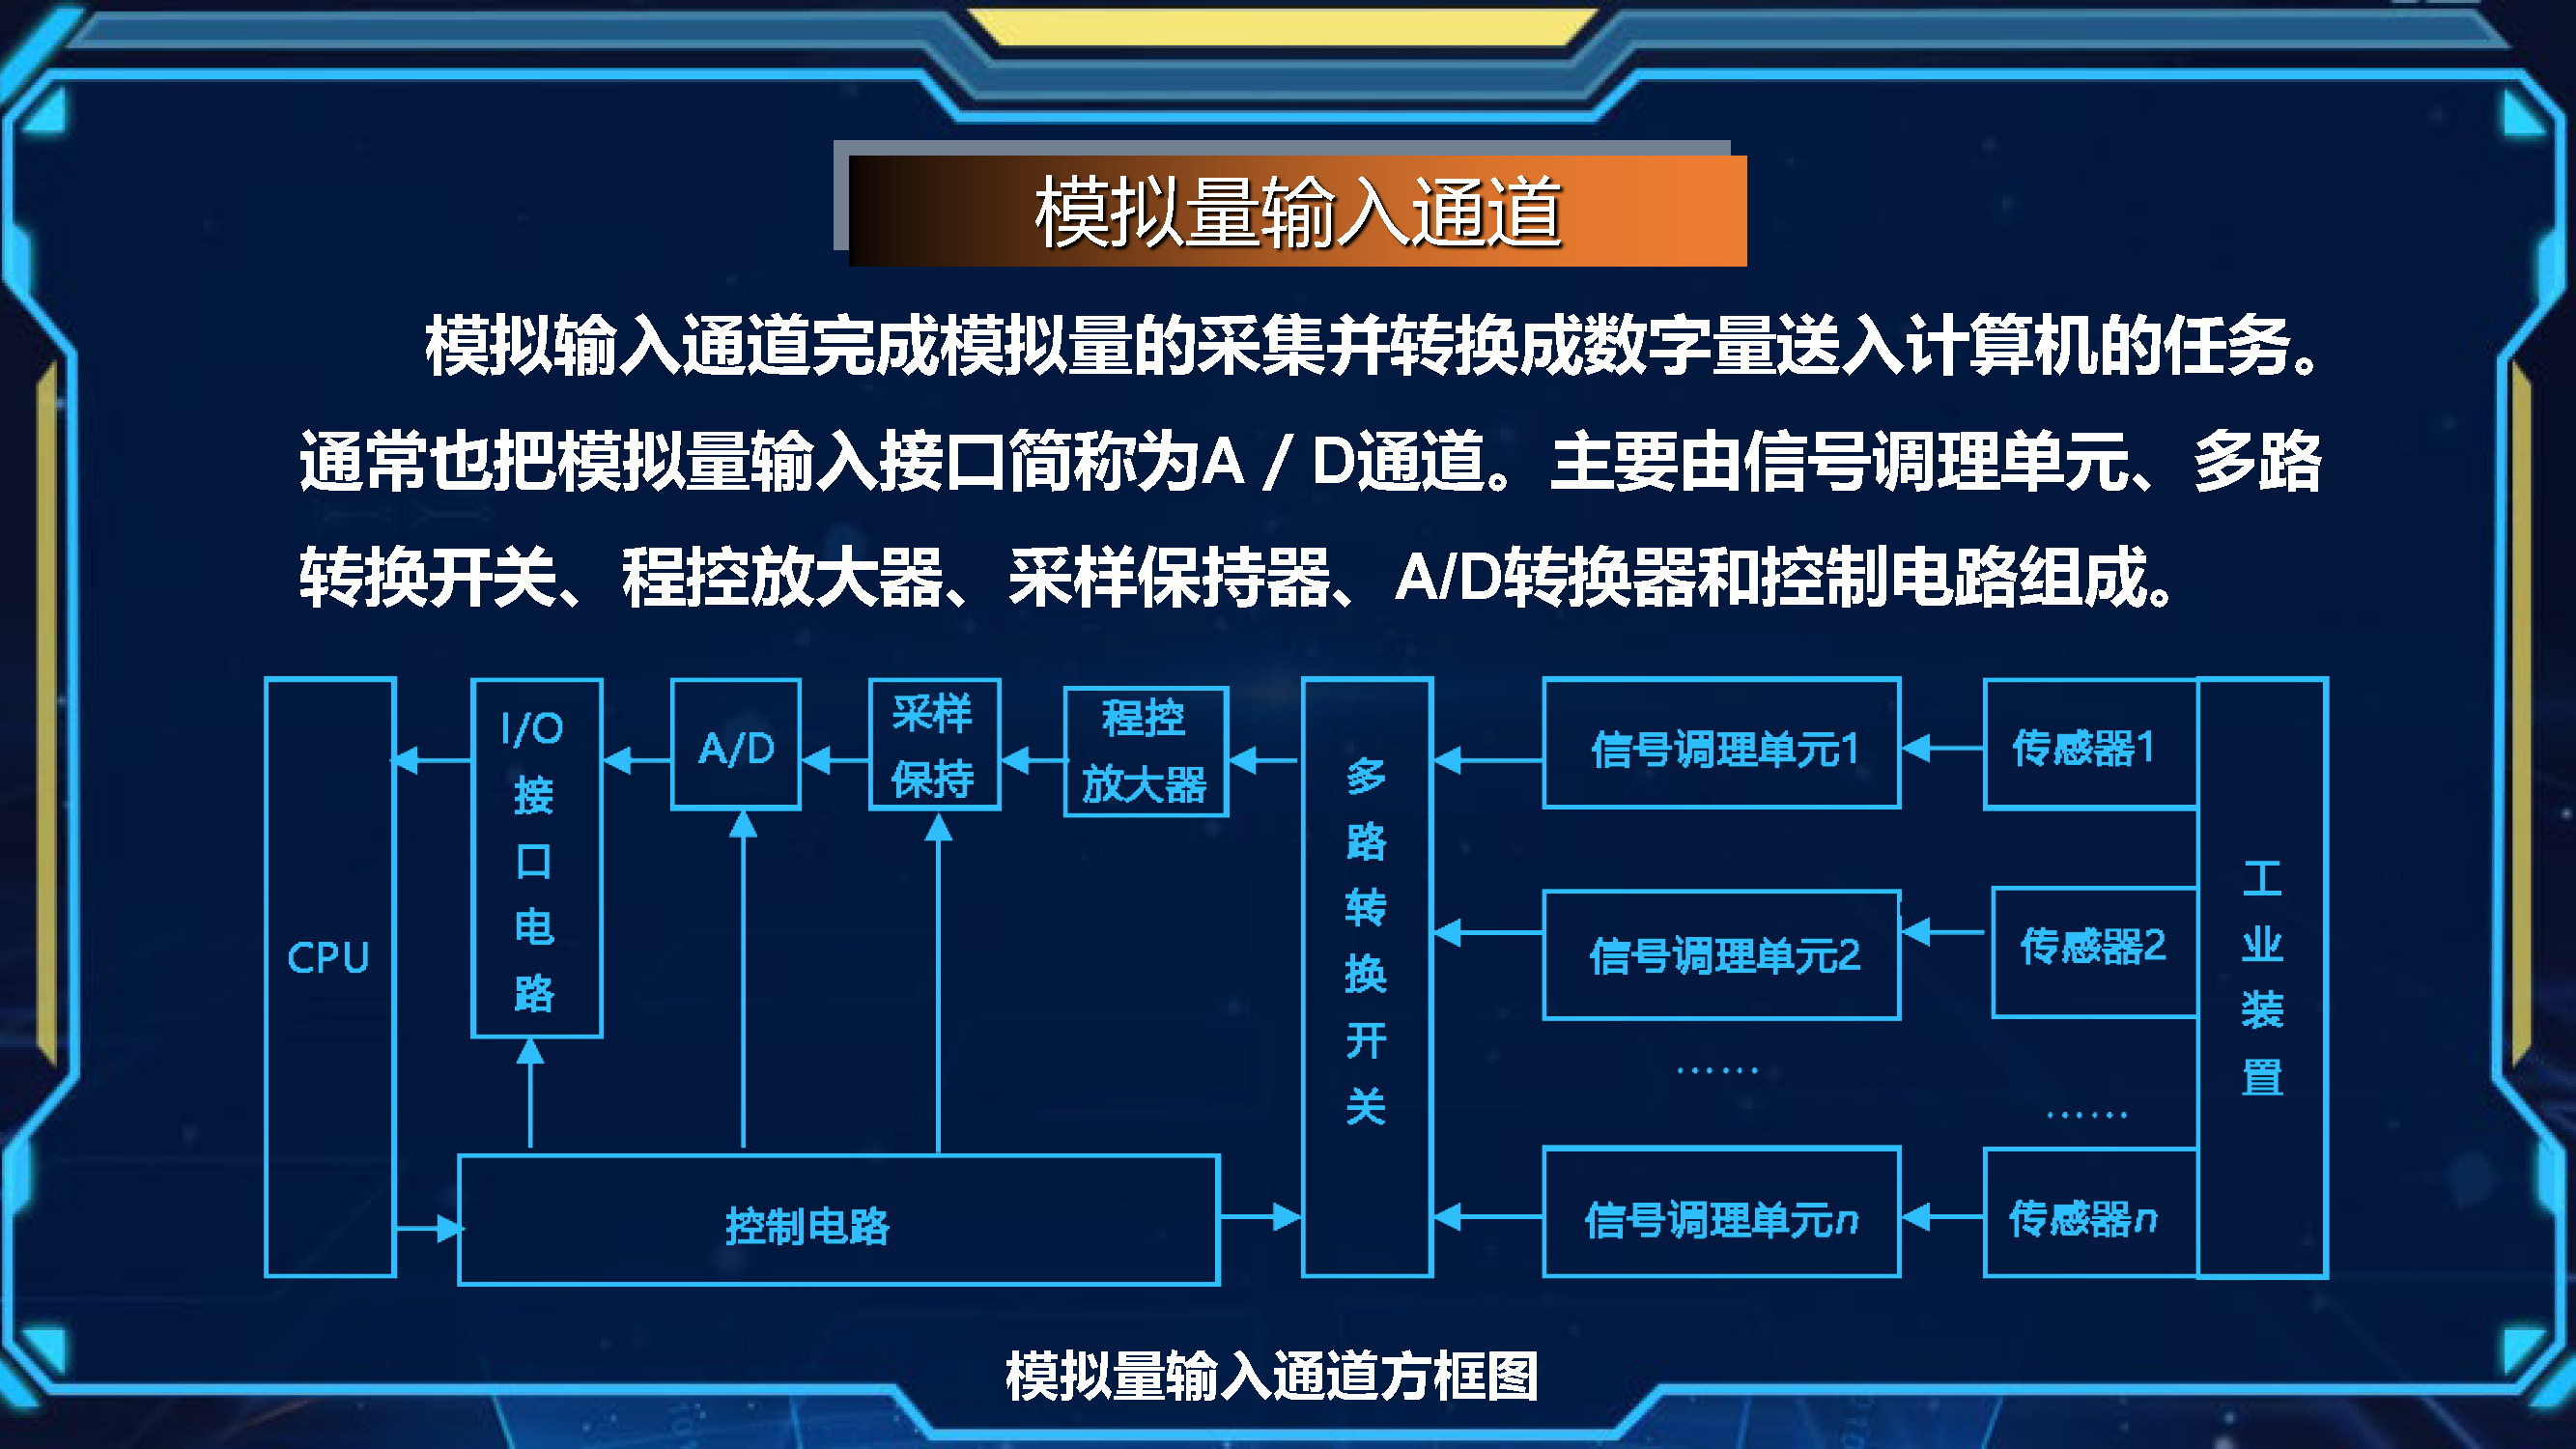 模拟量输入通道
模拟输入通道完成模拟量的采集并转换成数字量送入计算机的任务。
通常也把模拟量输入接口简称为A / D通道。主要由信号调理单元、多路
转换开关、程控放大器、采样保持器、A/D转换器和控制电路组成。
CPU
I/O
接
口
电
路
A/D
采样
保持
程控
放大器
多
路
转
换
开
关
信号调理单元1
传感器1
信号调理单元2
传感器2
……
……
信号调理单元n
传感器n
工
业
装
置
控制电路
模拟量输入通道方框图